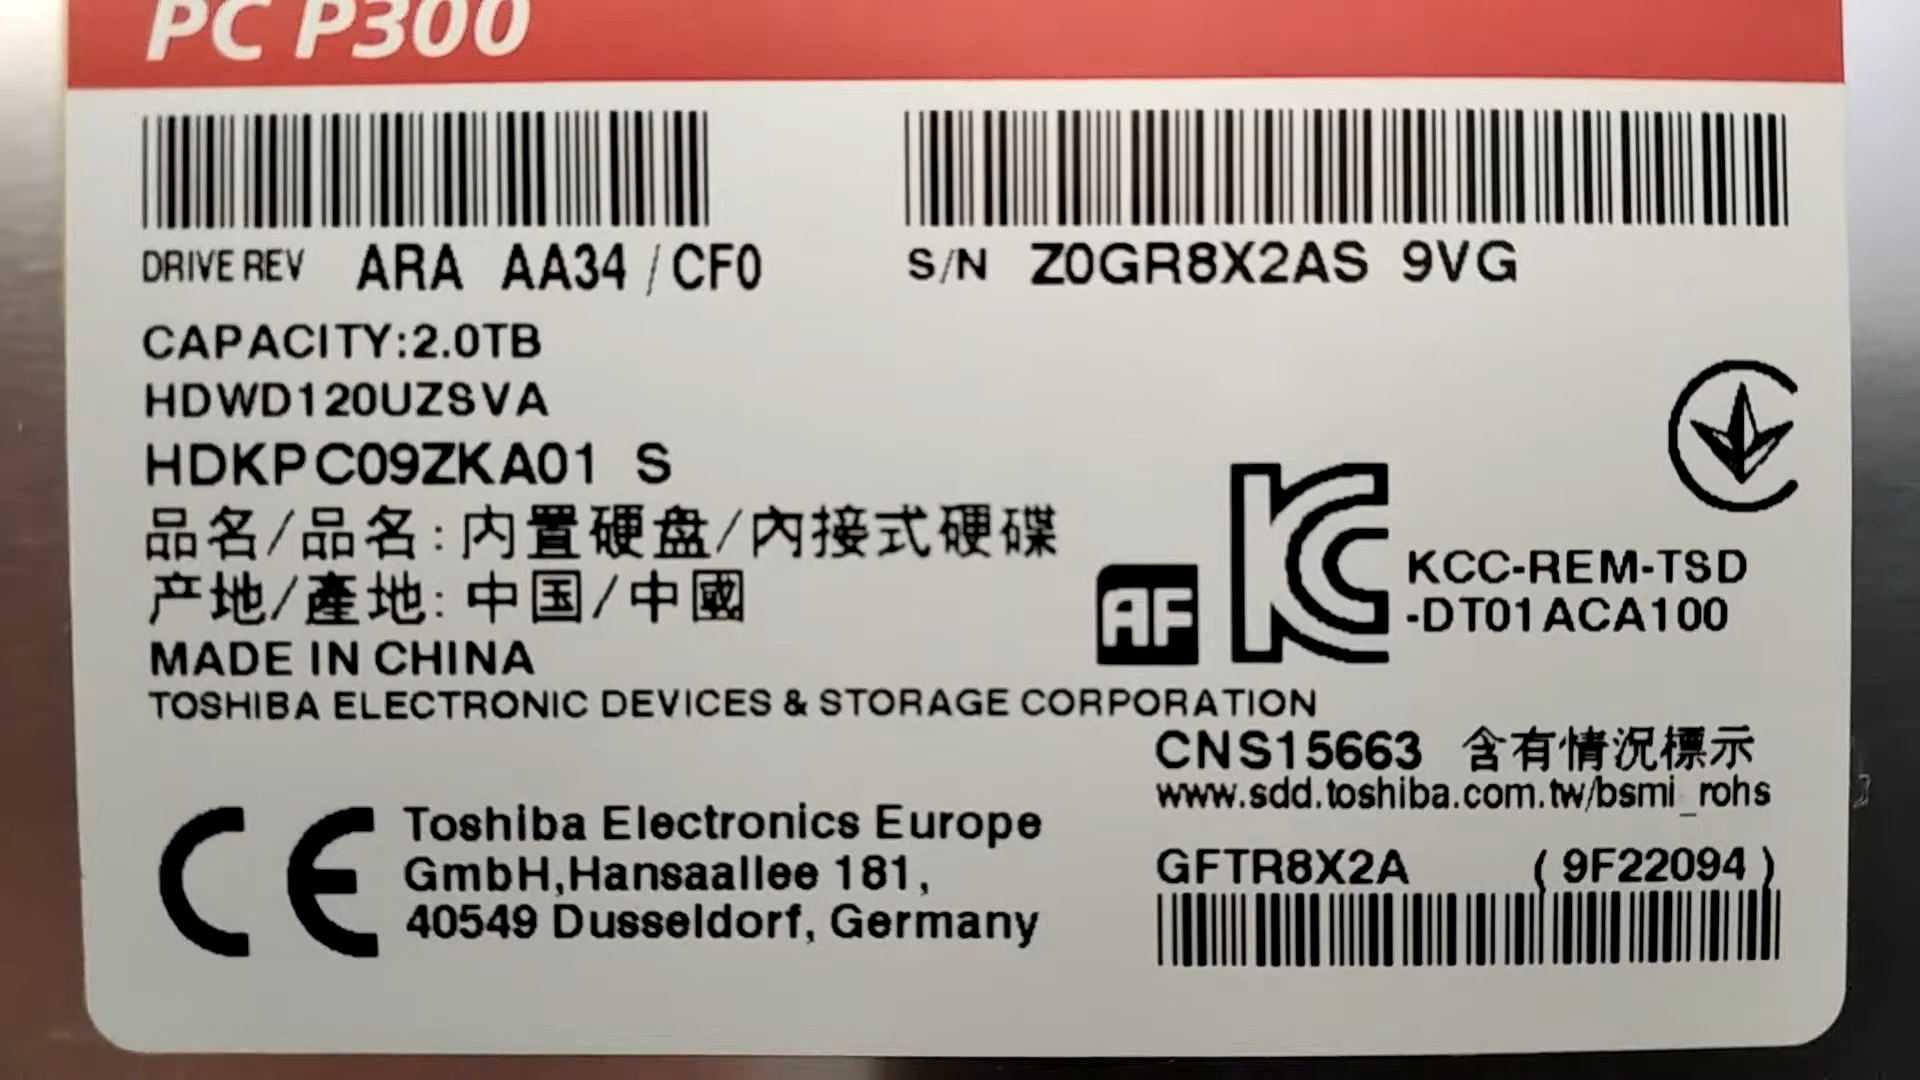 PC P300
DRIVE REV ARA AA34 / CF0
S/N Z0GR8X2AS 9VG
CAPACITY:2.0TB
HDWD120UZSVA
HDKPC09ZKA01 S
品名/品名: 内置硬盘/內接式硬碟
产地/產地: 中国/中國
MADE IN CHINA
TOSHIBA ELECTRONIC DEVICES & STORAGE CORPORATION
AF
KC
KCC-REM-TSD
-DT01ACA100
CNS15663 含有情況標示
www.sdd.toshiba.com.tw/bsmi_rohs
CE
Toshiba Electronics Europe
GmbH,Hansaallee 181,
40549 Dusseldorf, Germany
GFTR8X2A ( 9F22094 )